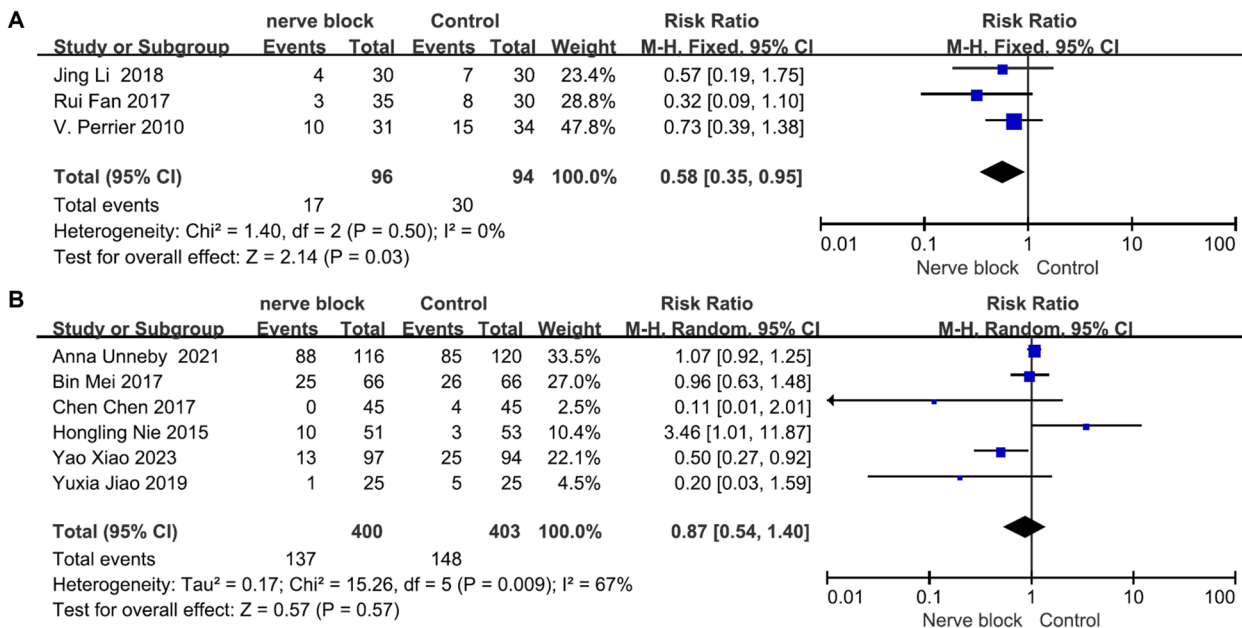 A
nerve block Control Risk Ratio Risk Ratio
Study or Subgroup Events Total Events Total Weight M-H. Fixed. 95% CI M-H. Fixed. 95% CI
Jing Li 2018 4 30 7 30 23.4% 0.57 [0.19, 1.75]
Rui Fan 2017 3 35 8 30 28.8% 0.32 [0.09, 1.10]
V. Perrier 2010 10 31 15 34 47.8% 0.73 [0.39, 1.38]
Total (95% CI) 96 94 100.0% 0.58 [0.35, 0.95]
Total events 17 30
Heterogeneity: Chi² = 1.40, df = 2 (P = 0.50); I² = 0%
Test for overall effect: Z = 2.14 (P = 0.03)
0.01 0.1 1 10 100
Nerve block Control
B
nerve block Control Risk Ratio Risk Ratio
Study or Subgroup Events Total Events Total Weight M-H. Random. 95% CI M-H. Random. 95% CI
Anna Unneby 2021 88 116 85 120 33.5% 1.07 [0.92, 1.25]
Bin Mei 2017 25 66 26 66 27.0% 0.96 [0.63, 1.48]
Chen Chen 2017 0 45 4 45 2.5% 0.11 [0.01, 2.01]
Hongling Nie 2015 10 51 3 53 10.4% 3.46 [1.01, 11.87]
Yao Xiao 2023 13 97 25 94 22.1% 0.50 [0.27, 0.92]
Yuxia Jiao 2019 1 25 5 25 4.5% 0.20 [0.03, 1.59]
Total (95% CI) 400 403 100.0% 0.87 [0.54, 1.40]
Total events 137 148
Heterogeneity: Tau² = 0.17; Chi² = 15.26, df = 5 (P = 0.009); I² = 67%
Test for overall effect: Z = 0.57 (P = 0.57)
0.01 0.1 1 10 100
Nerve block Control